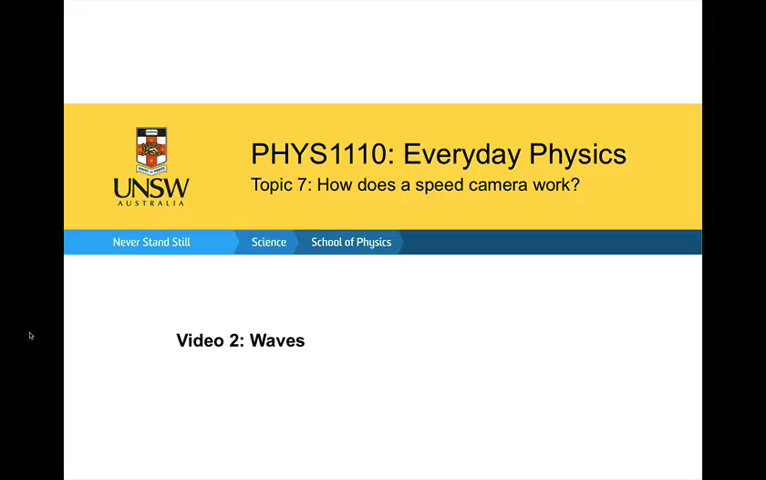 PHYS1110: Everyday Physics
Topic 7: How does a speed camera work?
UNSW
AUSTRALIA
Never Stand Still
Science
School of Physics
Video 2: Waves